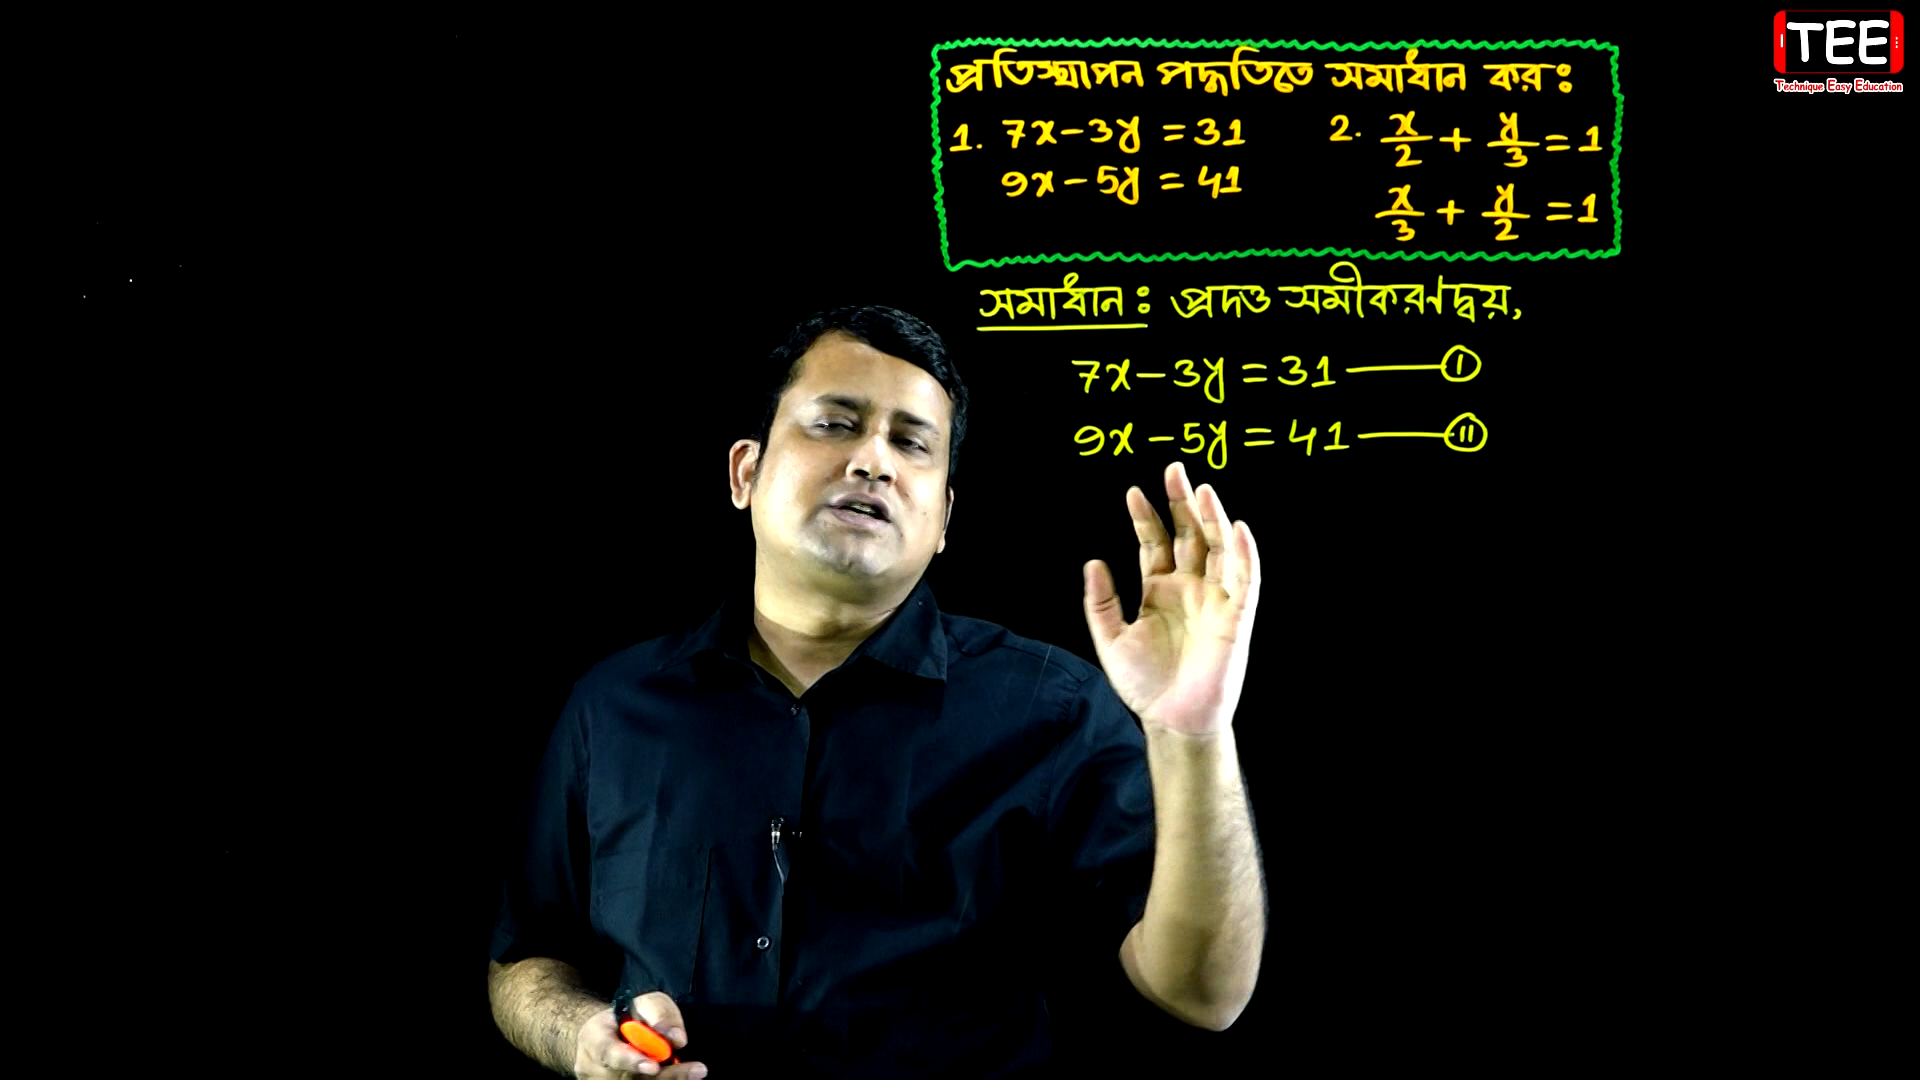 TEE
Technique Easy Education
প্রতিস্থাপন পদ্ধতিতে সমাধান করঃ
1. 7x-3y = 31
9x-5y = 41
2. x/2 + y/3 = 1
x/3 + y/2 = 1
সমাধানঃ প্রদত্ত সমীকরণদ্বয়,
7x-3y = 31 —— (I)
9x-5y = 41 —— (II)